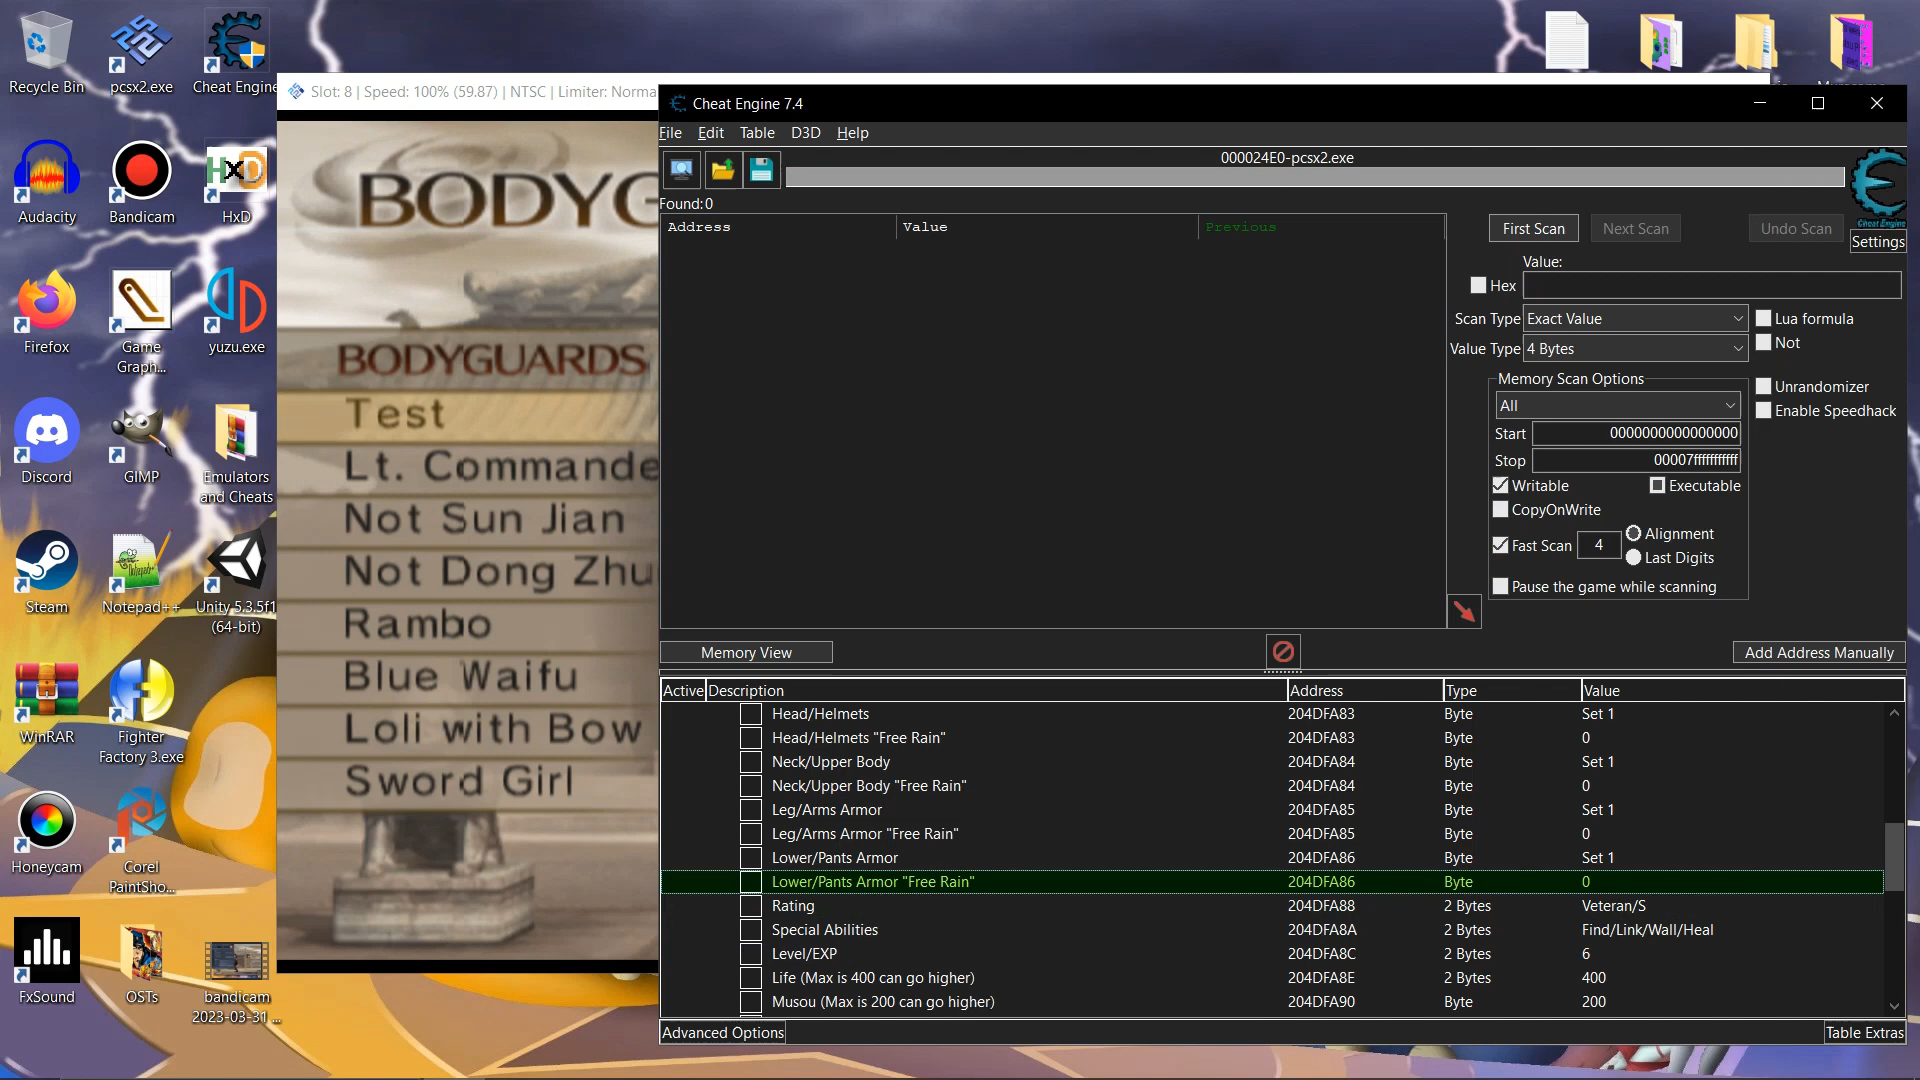 Recycle Bin
pcsx2.exe
Cheat Engine
Audacity
Bandicam
HxD
HxD
Firefox
Game
Graph...
yuzu.exe
Discord
GIMP
Emulators
and Cheats
Steam
Notepad++
Unity 5.3.5f1
(64-bit)
WinRAR
Fighter
Factory 3.exe
Honeycam
Corel
PaintSho...
FxSound
OSTs
bandicam
2023-03-31 ...
Slot: 8 | Speed: 100% (59.87) | NTSC | Limiter: Norma
BODYG
BODYGUARDS
Test
Lt. Commande
Not Sun Jian
Not Dong Zhu
Rambo
Blue Waifu
Loli with Bow
Sword Girl
Cheat Engine 7.4
File Edit Table D3D Help
000024E0-pcsx2.exe
Found:0
Address Value Previous
First Scan Next Scan Undo Scan
Cheat Engine
Settings
Value:
Hex
Scan Type Exact Value
Lua formula
Value Type 4 Bytes
Not
Memory Scan Options
All
Unrandomizer
Enable Speedhack
Start 0000000000000000
Stop 00007fffffffffff
Writable Executable
CopyOnWrite
Fast Scan 4 Alignment
Last Digits
Pause the game while scanning
Memory View
Add Address Manually
Active Description Address Type Value
Head/Helmets 204DFA83 Byte Set 1
Head/Helmets "Free Rain" 204DFA83 Byte 0
Neck/Upper Body 204DFA84 Byte Set 1
Neck/Upper Body "Free Rain" 204DFA84 Byte 0
Leg/Arms Armor 204DFA85 Byte Set 1
Leg/Arms Armor "Free Rain" 204DFA85 Byte 0
Lower/Pants Armor 204DFA86 Byte Set 1
Lower/Pants Armor "Free Rain" 204DFA86 Byte 0
Rating 204DFA88 2 Bytes Veteran/S
Special Abilities 204DFA8A 2 Bytes Find/Link/Wall/Heal
Level/EXP 204DFA8C 2 Bytes 6
Life (Max is 400 can go higher) 204DFA8E 2 Bytes 400
Musou (Max is 200 can go higher) 204DFA90 Byte 200
Advanced Options
Table Extras